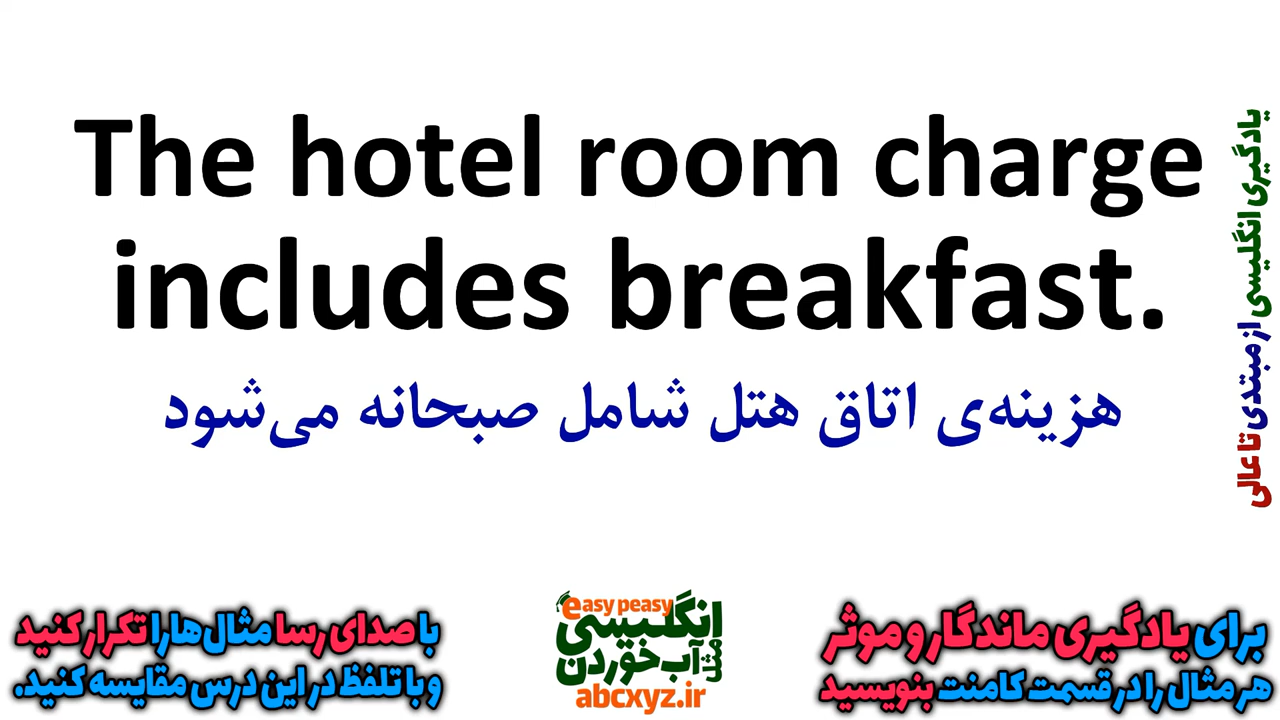 The hotel room charge
includes breakfast.
هزینه‌ی اتاق هتل شامل صبحانه می‌شود
یادگیری انگلیسی از مبتدی تا عالی
با صدای رسا مثال‌ها را تکرار کنید
و با تلفظ در این درس مقایسه کنید.
easy peasy
انگلیسی
مثل
آب خوردن
abcxyz.ir
برای یادگیری ماندگار و موثر
هر مثال را در قسمت کامنت بنویسید